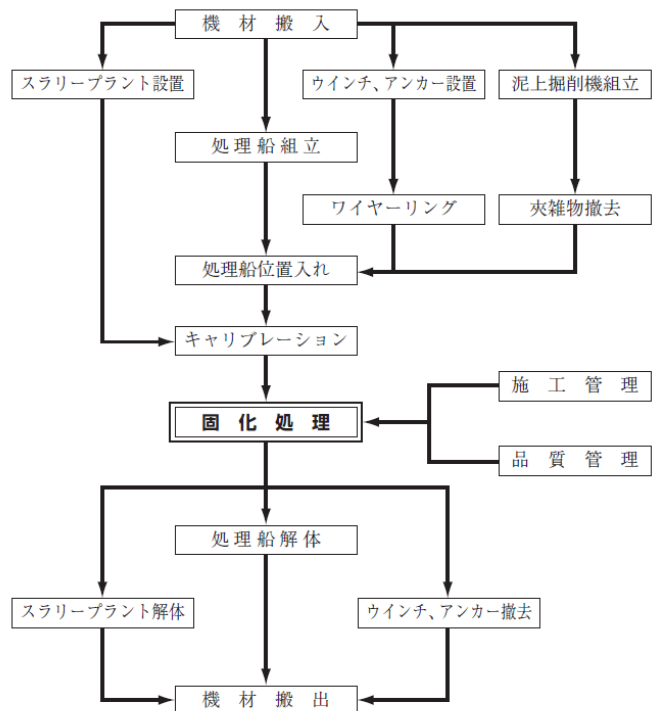 機材搬入
スラリープラント設置
ウインチ、アンカー設置
泥上掘削機組立
処理船組立
ワイヤーリング
夾雑物撤去
処理船位置入れ
キャリブレーション
施工管理
固化処理
品質管理
処理船解体
スラリープラント解体
ウインチ、アンカー撤去
機材搬出